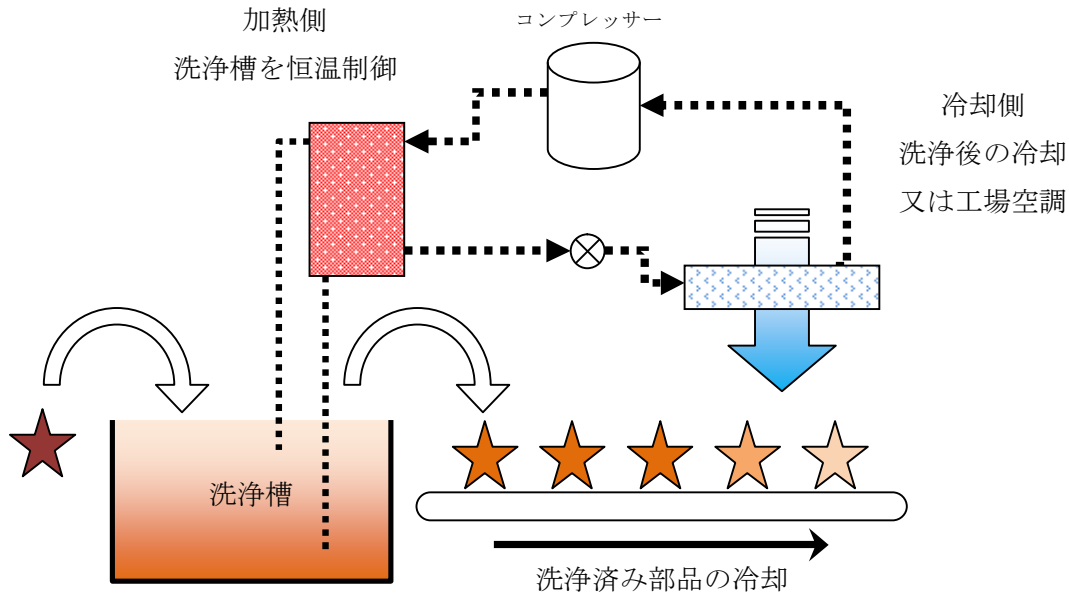 加熱側
洗浄槽を恒温制御
コンプレッサー
冷却側
洗浄後の冷却
又は工場空調
洗浄槽
洗浄済み部品の冷却